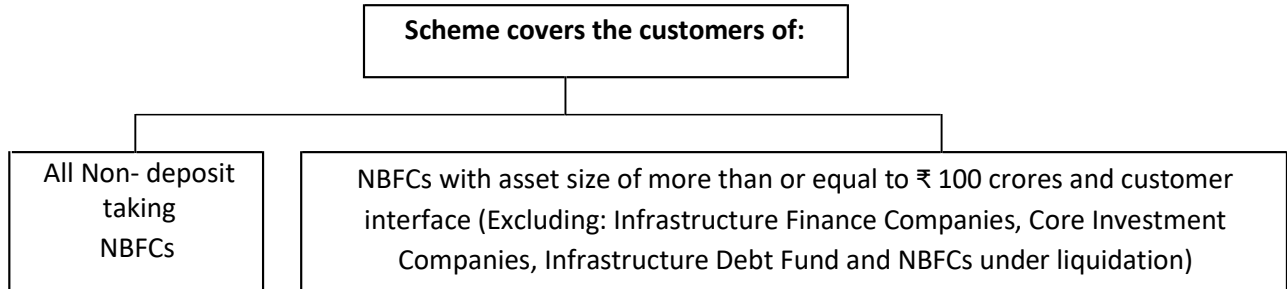 Scheme covers the customers of:
All Non- deposit
taking
NBFCs
NBFCs with asset size of more than or equal to ₹ 100 crores and customer
interface (Excluding: Infrastructure Finance Companies, Core Investment
Companies, Infrastructure Debt Fund and NBFCs under liquidation)